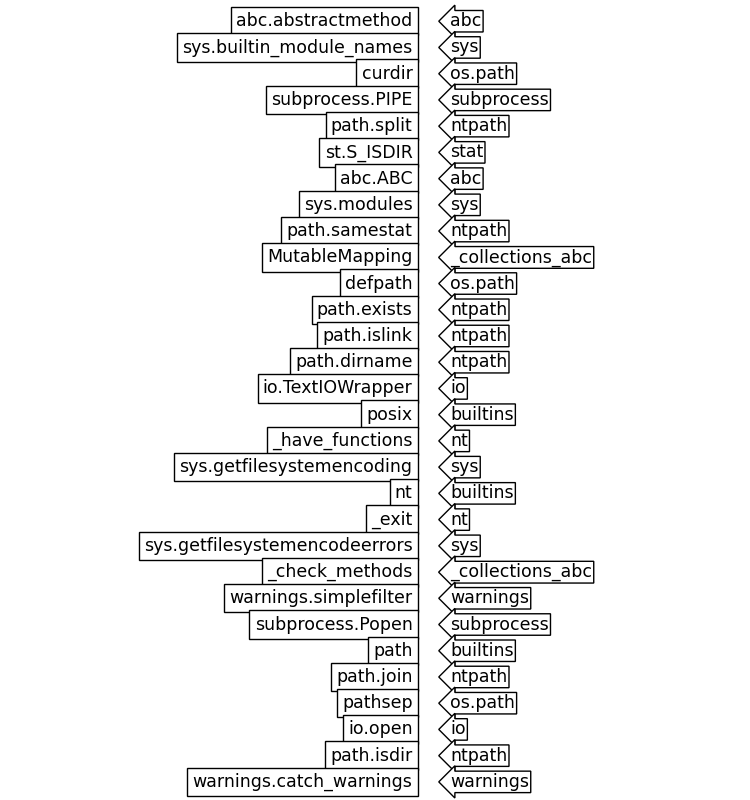 abc.abstractmethod abc
sys.builtin_module_names sys
curdir os.path
subprocess.PIPE subprocess
path.split ntpath
st.S_ISDIR stat
abc.ABC abc
sys.modules sys
path.samestat ntpath
MutableMapping _collections_abc
defpath os.path
path.exists ntpath
path.islink ntpath
path.dirname ntpath
io.TextIOWrapper io
posix builtins
_have_functions nt
sys.getfilesystemencoding sys
nt builtins
_exit nt
sys.getfilesystemencodeerrors sys
_check_methods _collections_abc
warnings.simplefilter warnings
subprocess.Popen subprocess
path builtins
path.join ntpath
pathsep os.path
io.open io
path.isdir ntpath
warnings.catch_warnings warnings